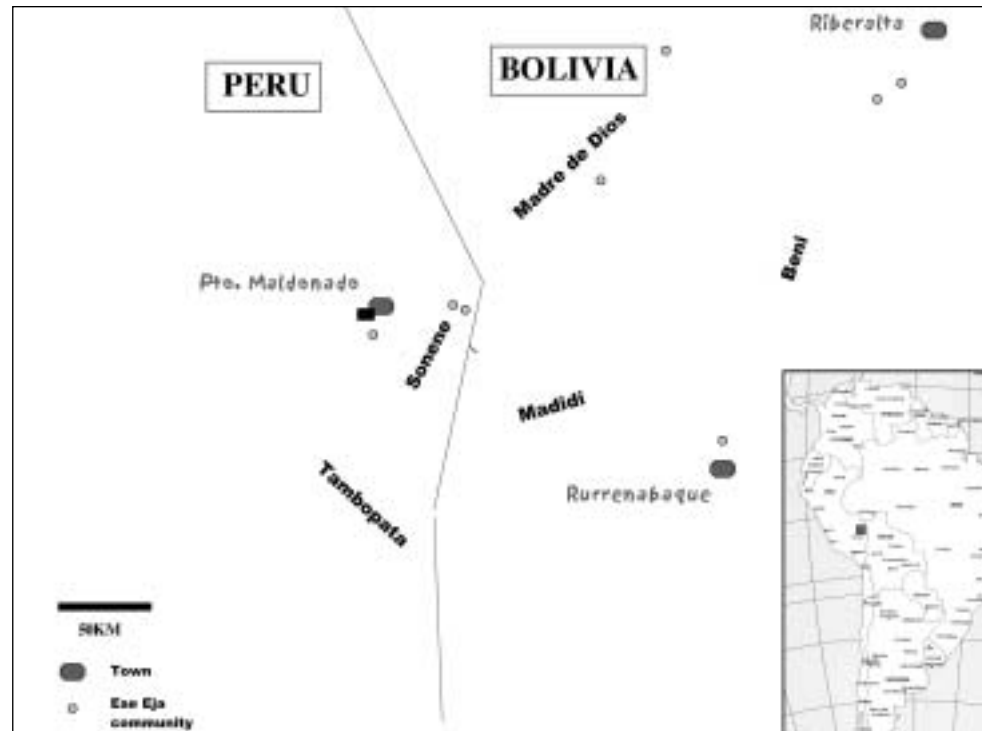 Riberalta
PERU
BOLIVIA
Madre de Dios
Beni
Pto. Maldonado
Sonene
Madidi
Tambopata
Rurrenabaque
50KM
Town
Ese Eja
community